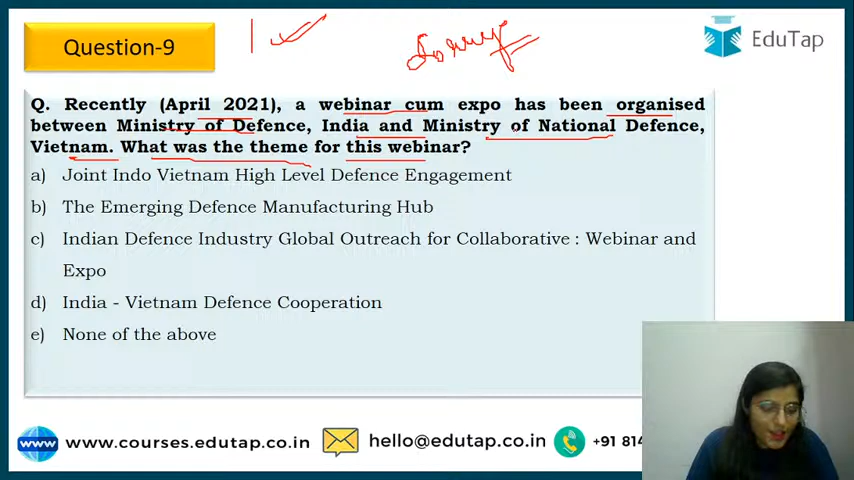 Question-9
EduTap
Q. Recently (April 2021), a webinar cum expo has been organised
between Ministry of Defence, India and Ministry of National Defence,
Vietnam. What was the theme for this webinar?
a) Joint Indo Vietnam High Level Defence Engagement
b) The Emerging Defence Manufacturing Hub
c) Indian Defence Industry Global Outreach for Collaborative : Webinar and
Expo
d) India - Vietnam Defence Cooperation
e) None of the above
www www.courses.edutap.co.in hello@edutap.co.in +91 814